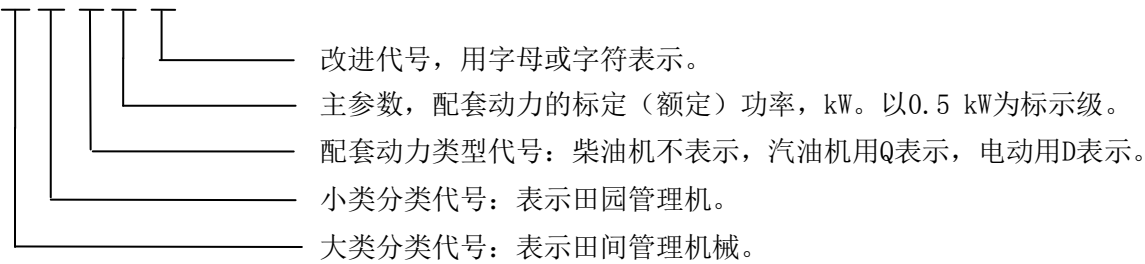 改进代号，用字母或字符表示。
主参数，配套动力的标定（额定）功率，kW。以0.5 kW为标示级。
配套动力类型代号：柴油机不表示，汽油机用Q表示，电动用D表示。
小类分类代号：表示田园管理机。
大类分类代号：表示田间管理机械。